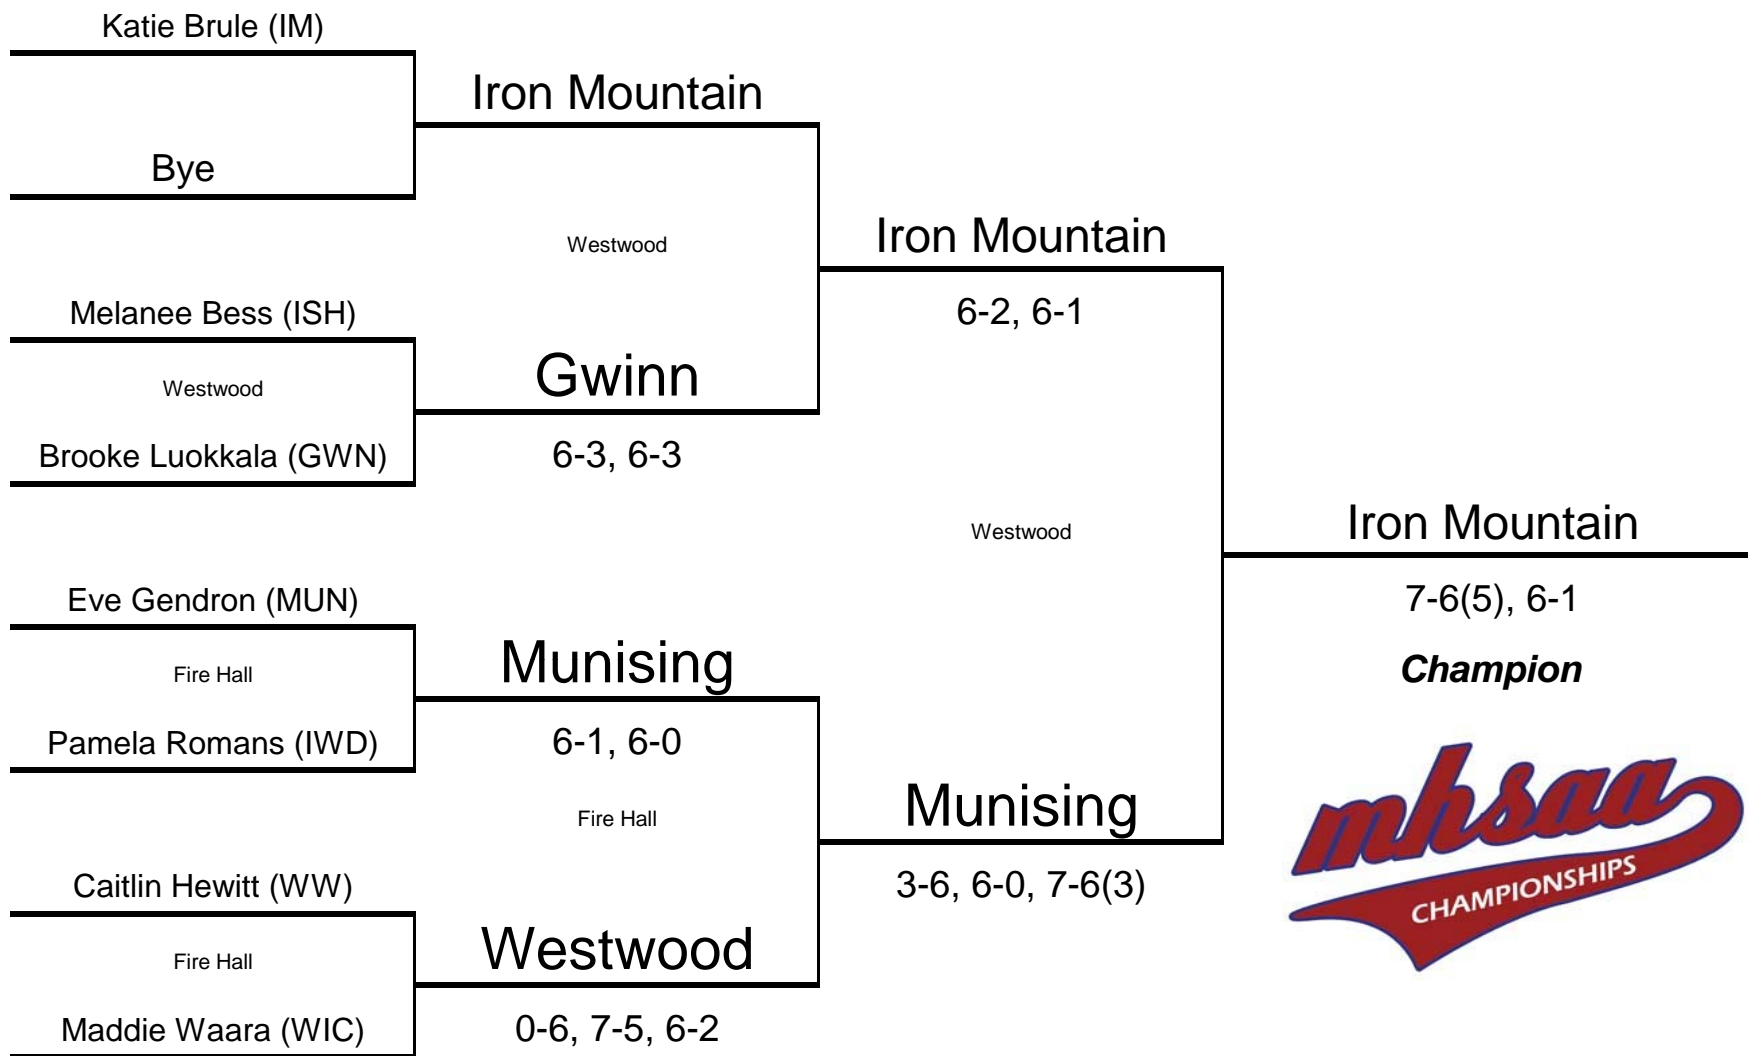 Katie Brule (IM)
Iron Mountain
Bye
Westwood
Iron Mountain
Melanee Bess (ISH)
6-2, 6-1
Westwood
Gwinn
Brooke Luokkala (GWN)
6-3, 6-3
Westwood
Iron Mountain
Eve Gendron (MUN)
7-6(5), 6-1
Fire Hall
Munising
Champion
Pamela Romans (IWD)
6-1, 6-0
Fire Hall
Munising
mhsaa
CHAMPIONSHIPS
Caitlin Hewitt (WW)
3-6, 6-0, 7-6(3)
Fire Hall
Westwood
Maddie Waara (WIC)
0-6, 7-5, 6-2